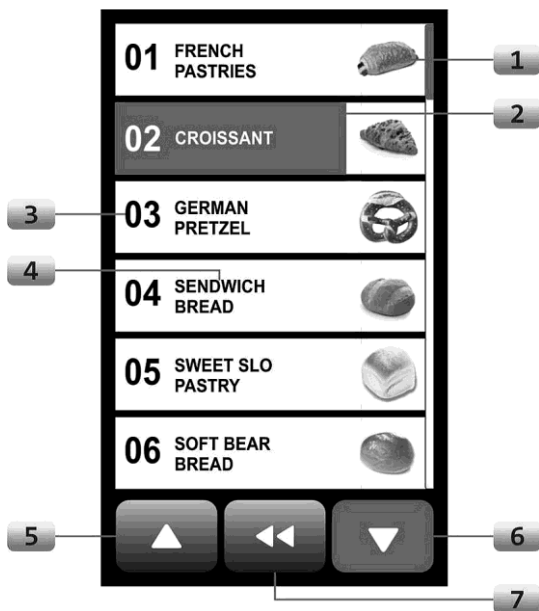 01 FRENCH
PASTRIES
1
02 CROISSANT
2
03 GERMAN
PRETZEL
3
4
04 SENDWICH
BREAD
05 SWEET SLO
PASTRY
06 SOFT BEAR
BREAD
5
6
7